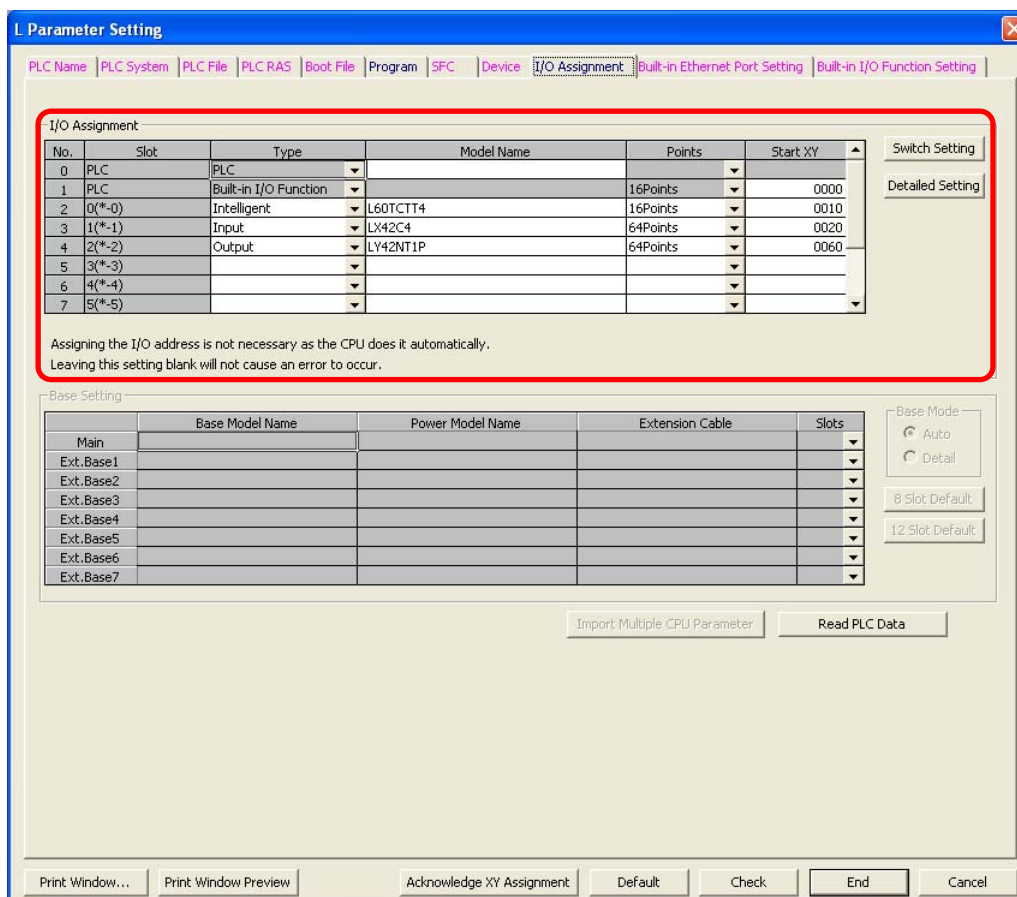 L Parameter Setting
PLC Name PLC System PLC File PLC RAS Boot File Program SFC Device I/O Assignment Built-in Ethernet Port Setting Built-in I/O Function Setting
I/O Assignment
No. Slot Type Model Name Points Start XY
Switch Setting
0 PLC PLC
1 PLC Built-in I/O Function 16Points 0000
Detailed Setting
2 0(*-0) Intelligent L60TCTT4 16Points 0010
3 1(*-1) Input LX42C4 64Points 0020
4 2(*-2) Output LY42NT1P 64Points 0060
5 3(*-3)
6 4(*-4)
7 5(*-5)
Assigning the I/O address is not necessary as the CPU does it automatically.
Leaving this setting blank will not cause an error to occur.
Base Setting
Base Model Name Power Model Name Extension Cable Slots
Main
Ext.Base1
Ext.Base2
Ext.Base3
Ext.Base4
Ext.Base5
Ext.Base6
Ext.Base7
Base Mode
Auto
Detail
8 Slot Default
12 Slot Default
Import Multiple CPU Parameter Read PLC Data
Print Window... Print Window Preview Acknowledge XY Assignment Default Check End Cancel